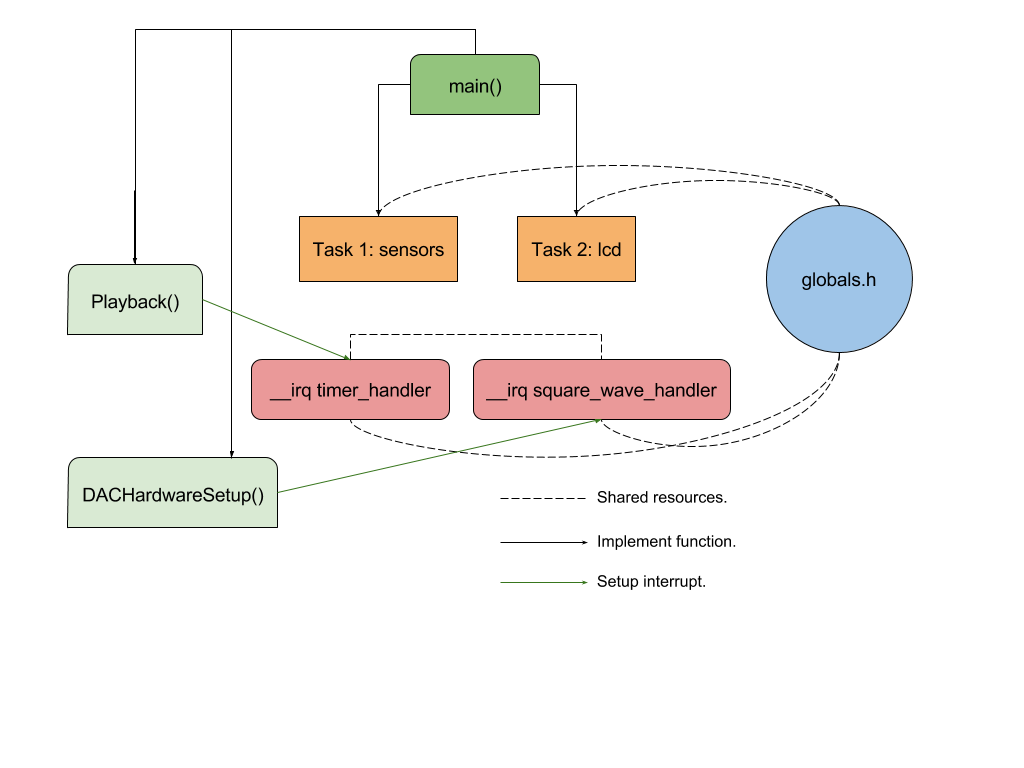 main()
Task 1: sensors
Task 2: lcd
globals.h
Playback()
__irq timer_handler
__irq square_wave_handler
DACHardwareSetup()
Shared resources.
Implement function.
Setup interrupt.